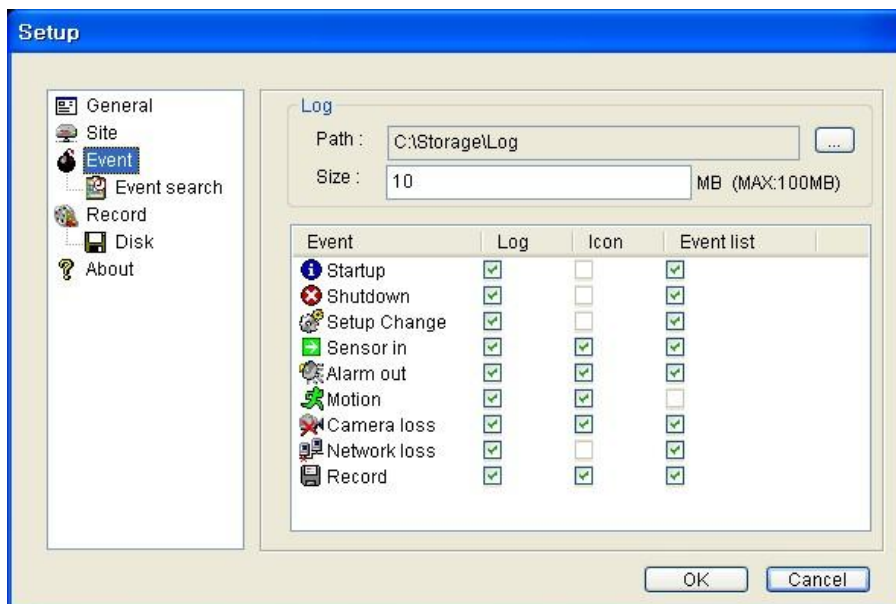 Setup
General
Site
Event
Event search
Record
Disk
About
Log
Path : C:\Storage\Log ...
Size : 10 MB (MAX:100MB)
Event Log Icon Event list
Startup
Shutdown
Setup Change
Sensor in
Alarm out
Motion
Camera loss
Network loss
Record
OK Cancel